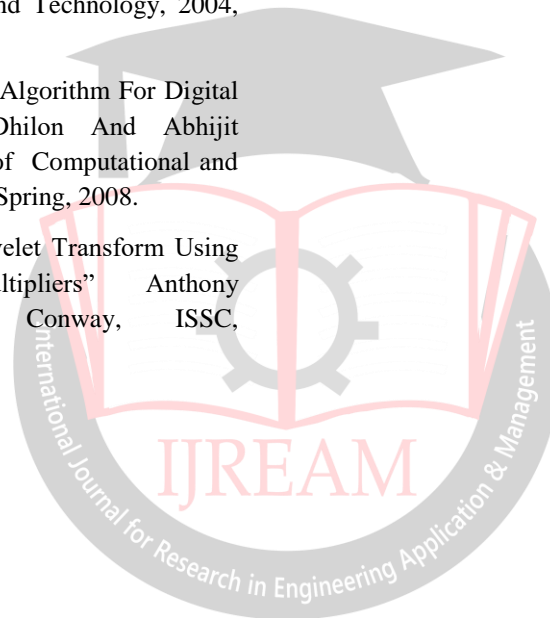 nd Technology, 2004,
Algorithm For Digital
Dhilon And Abhijit
of Computational and
Spring, 2008.
velet Transform Using
ltipliers” Anthony
Conway, ISSC,
IJREAM
International Journal for Research in Engineering Application & Management